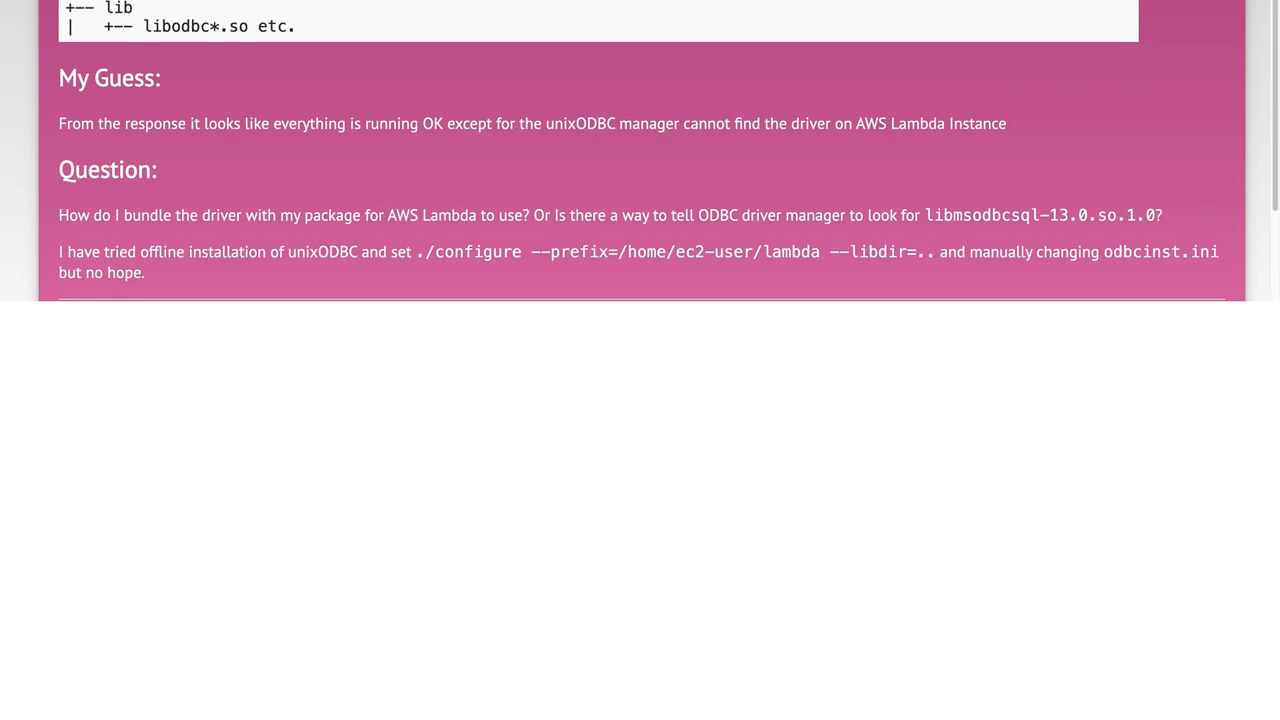 +-- lib
|   +-- libodbc*.so etc.
My Guess:
From the response it looks like everything is running OK except for the unixODBC manager cannot find the driver on AWS Lambda Instance
Question:
How do I bundle the driver with my package for AWS Lambda to use? Or Is there a way to tell ODBC driver manager to look for libmsodbcsql-13.0.so.1.0?
I have tried offline installation of unixODBC and set ./configure --prefix=/home/ec2-user/lambda --libdir=.. and manually changing odbcinst.ini
but no hope.